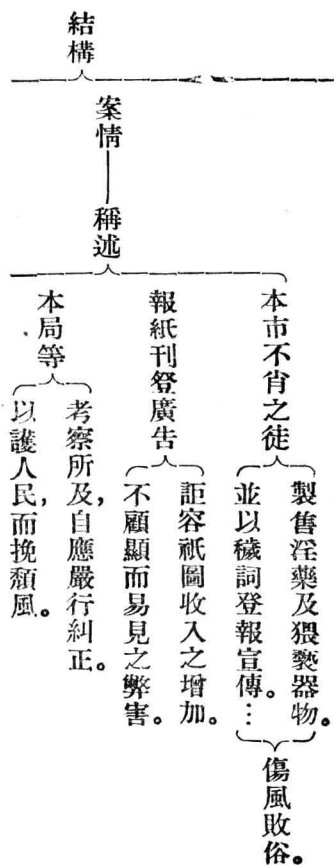 結構
案情——稱述
本市不肖之徒
製售淫藥及猥褻器物。
並以穢詞登報宣傳。…
傷風敗俗。
報紙刊登廣告
詎容祇圖收入之增加。
不顧顯而易見之弊害。
本局等
考察所及，自應嚴行糾正。
以護人民，而挽頹風。